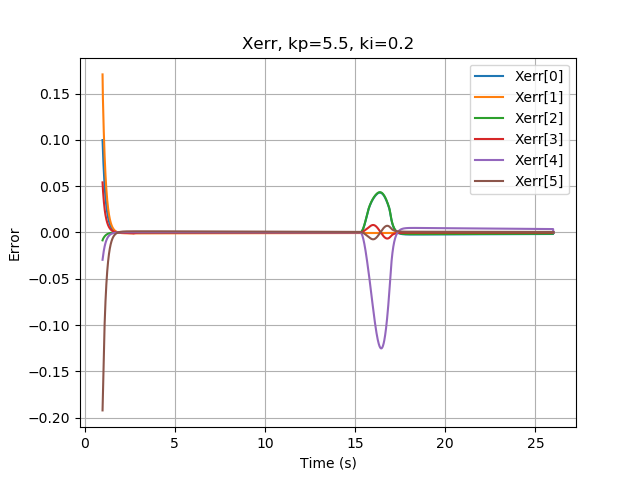 Xerr, kp=5.5, ki=0.2
Xerr[0]
Xerr[1]
Xerr[2]
Xerr[3]
Xerr[4]
Xerr[5]
0.15
0.10
0.05
0.00
−0.05
−0.10
−0.15
−0.20
Error
0 5 10 15 20 25
Time (s)